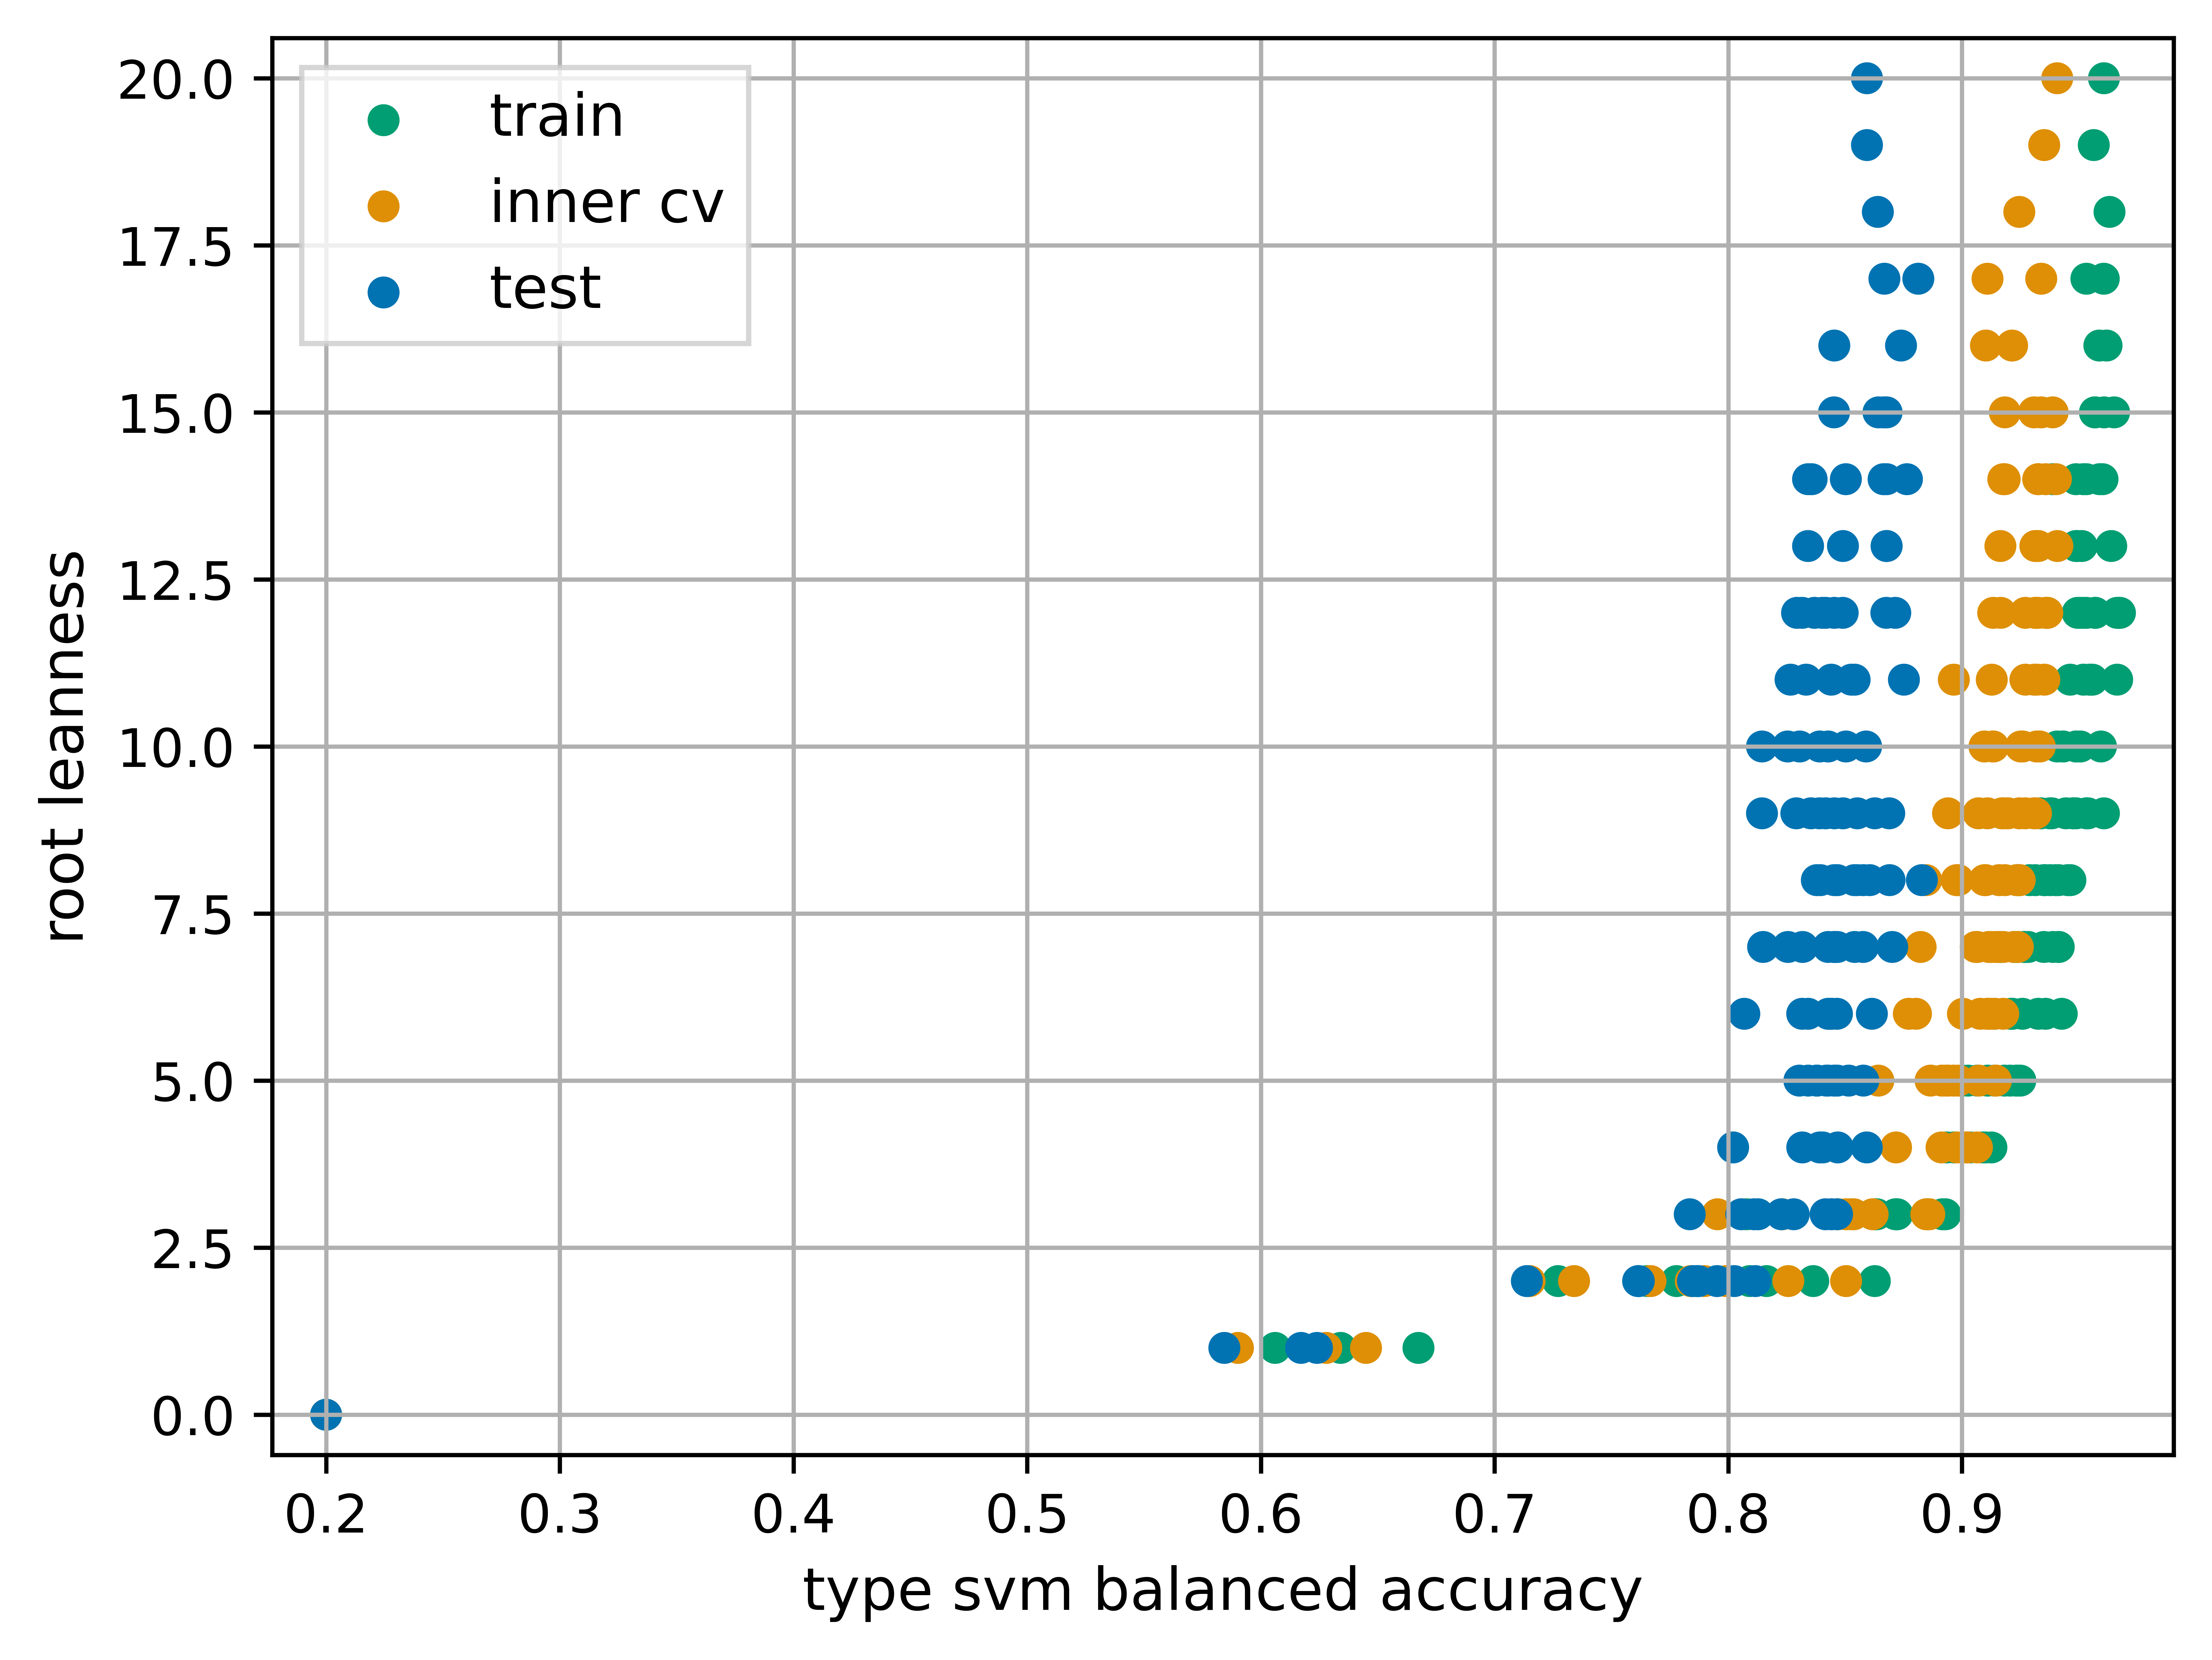 train
inner cv
test
20.0
17.5
15.0
12.5
10.0
7.5
5.0
2.5
0.0
root leanness
0.2 0.3 0.4 0.5 0.6 0.7 0.8 0.9
type svm balanced accuracy